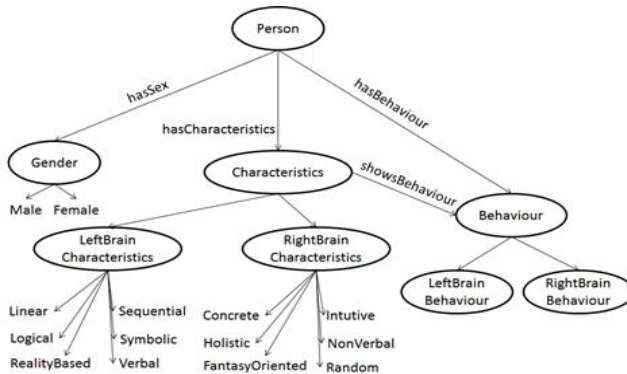 Person
hasSex
hasBehaviour
hasCharacteristics
Gender
Characteristics
showsBehaviour
Male Female
Behaviour
LeftBrain
Characteristics
RightBrain
Characteristics
LeftBrain
Behaviour
RightBrain
Behaviour
Linear Sequential
Logical Symbolic
RealityBased Verbal
Concrete Intutive
Holistic NonVerbal
FantasyOriented Random